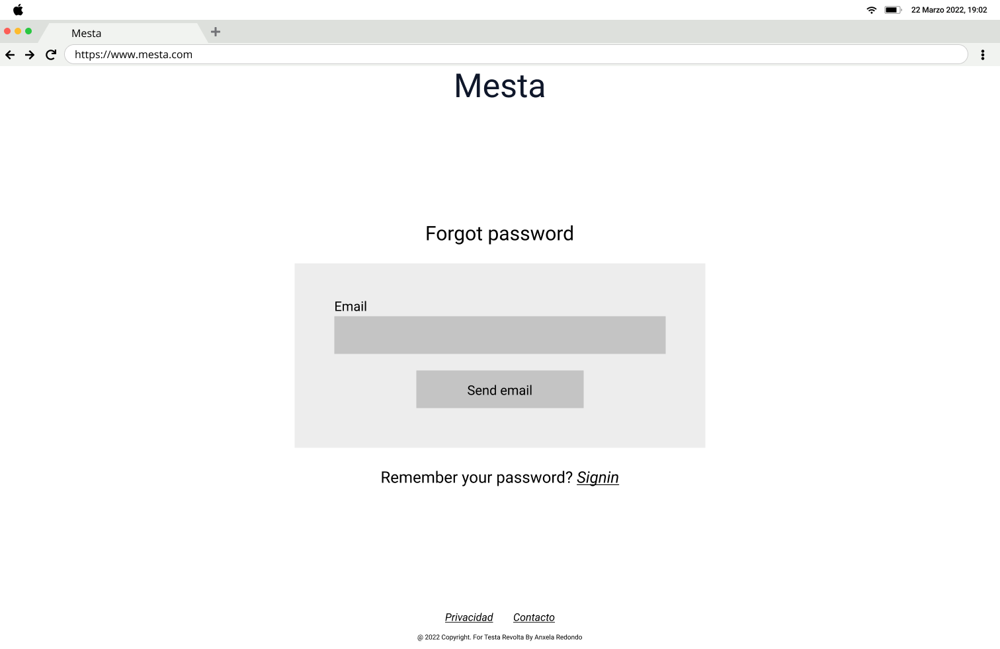 22 Marzo 2022, 19:02
Mesta
https://www.mesta.com
Mesta
Forgot password
Email
Send email
Remember your password? Signin
Privacidad Contacto
@ 2022 Copyright. For Testa Revolta By Anxela Redondo